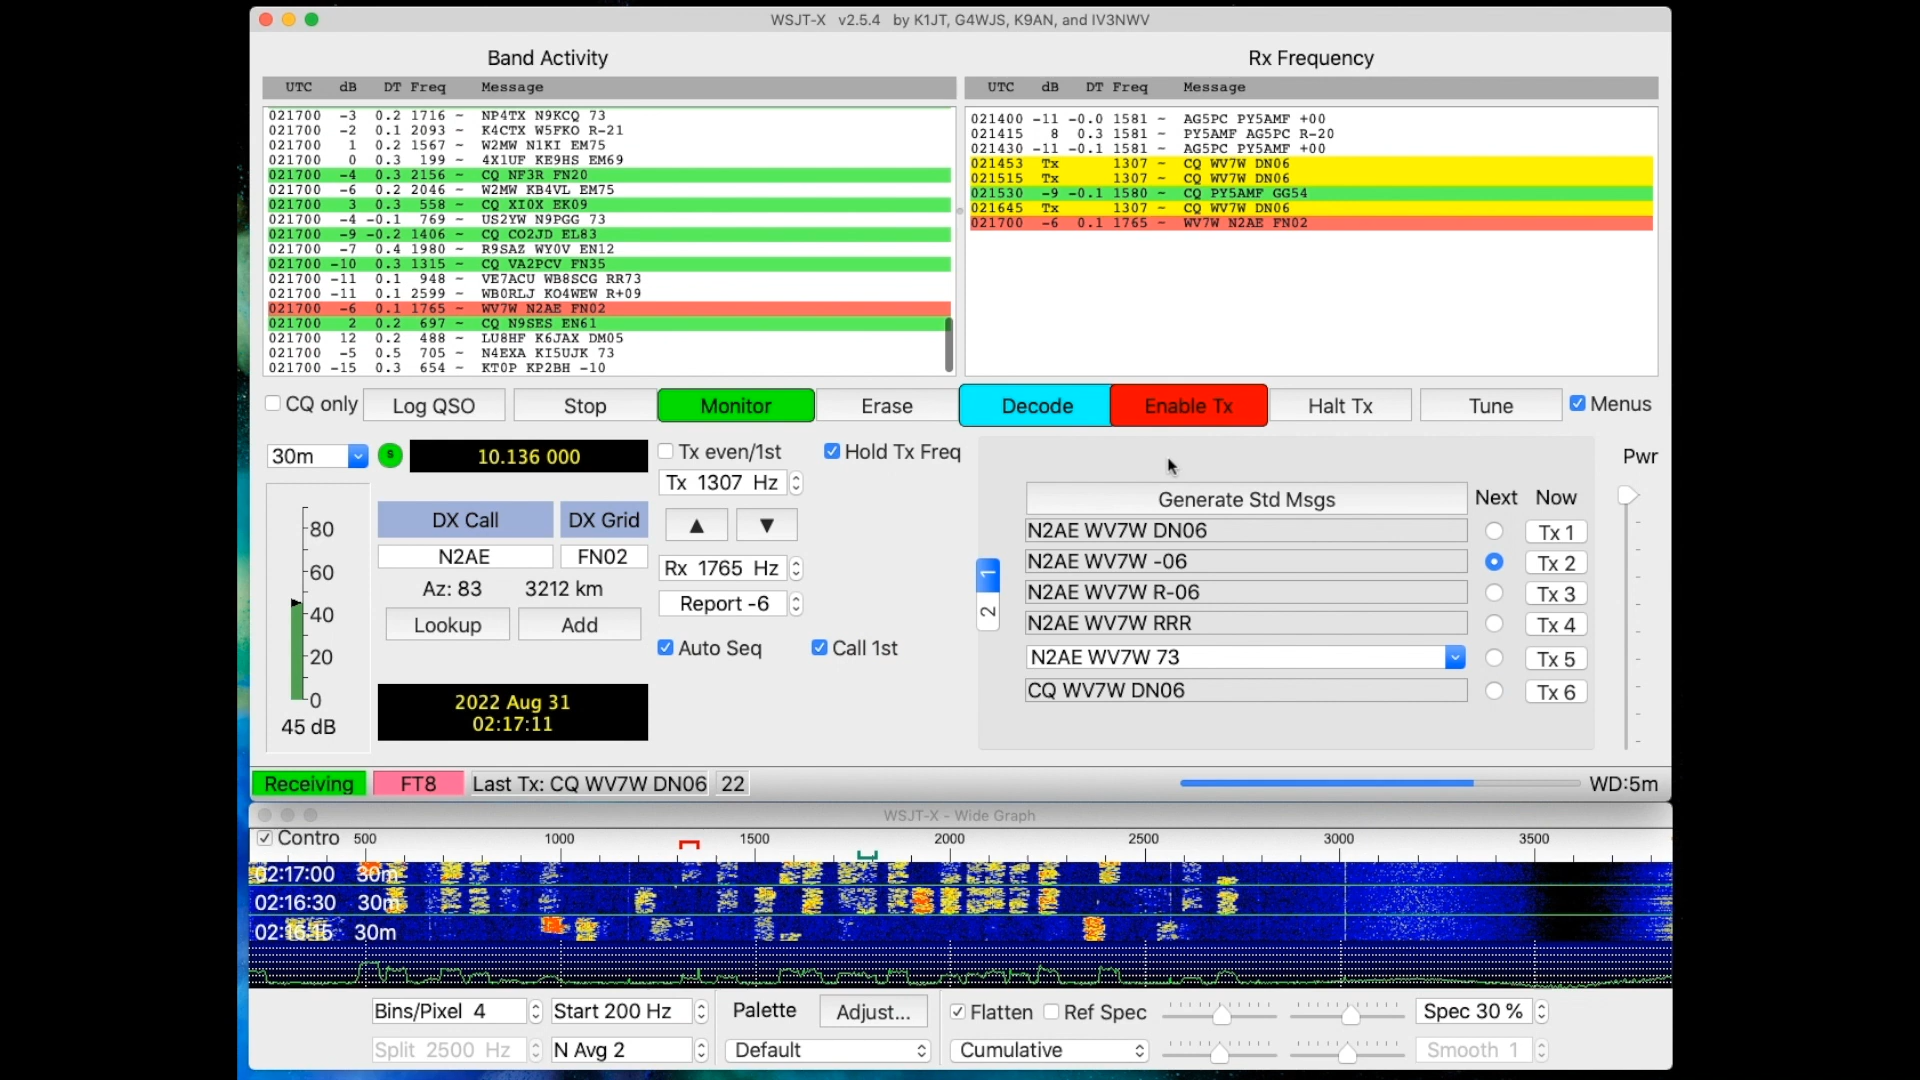 WSJT-X v2.5.4 by K1JT, G4WJS, K9AN, and IV3NWV
Band Activity
UTC dB DT Freq Message
021700 -3 0.2 1716 ~ NP4TX N9KCQ 73
021700 -2 0.1 2093 ~ K4CTX W5FKO R-21
021700 1 0.2 1567 ~ W2MW N1KI EM75
021700 0 0.3 199 ~ 4X1UF KE9HS EM69
021700 -4 0.3 2156 ~ CQ NF3R FN20
021700 -6 0.2 2046 ~ W2MW KB4VL EM75
021700 3 0.3 558 ~ CQ XI0X EK09
021700 -4 -0.1 769 ~ US2YW N9PGG 73
021700 -9 -0.2 1406 ~ CQ CO2JD EL83
021700 -7 0.4 1980 ~ R9SAZ WY0V EN12
021700 -10 0.3 1315 ~ CQ VA2PCV FN35
021700 -11 0.1 948 ~ VE7ACU WB8SCG RR73
021700 -11 0.1 2599 ~ WB0RLJ KO4WEW R+09
021700 -6 0.1 1765 ~ WV7W N2AE FN02
021700 2 0.2 697 ~ CQ N9SES EN61
021700 12 0.2 488 ~ LU8HF K6JAX DM05
021700 -5 0.5 705 ~ N4EXA KI5UJK 73
021700 -15 0.3 654 ~ KT0P KP2BH -10
Rx Frequency
UTC dB DT Freq Message
021400 -11 -0.0 1581 ~ AG5PC PY5AMF +00
021415 8 0.3 1581 ~ PY5AMF AG5PC R-20
021430 -11 -0.1 1581 ~ AG5PC PY5AMF +00
021453 Tx 1307 ~ CQ WV7W DN06
021515 Tx 1307 ~ CQ WV7W DN06
021530 -9 -0.1 1580 ~ CQ PY5AMF GG54
021645 Tx 1307 ~ CQ WV7W DN06
021700 -6 0.1 1765 ~ WV7W N2AE FN02
CQ only Log QSO Stop Monitor Erase Decode Enable Tx Halt Tx Tune Menus
30m S 10.136 000
80
60
40
20
0
45 dB
DX Call DX Grid
N2AE FN02
Az: 83 3212 km
Lookup Add
2022 Aug 31
02:17:11
Tx even/1st Hold Tx Freq
Tx 1307 Hz
▲ ▼
Rx 1765 Hz
Report -6
Auto Seq Call 1st
1
2
Generate Std Msgs Next Now
N2AE WV7W DN06 Tx 1
N2AE WV7W -06 Tx 2
N2AE WV7W R-06 Tx 3
N2AE WV7W RRR Tx 4
N2AE WV7W 73 Tx 5
CQ WV7W DN06 Tx 6
Pwr
Receiving FT8 Last Tx: CQ WV7W DN06 22 WD:5m
WSJT-X - Wide Graph
Contro 500 1000 1500 2000 2500 3000 3500
02:17:00 30m
02:16:30 30m
02:16:15 30m
Bins/Pixel 4 Start 200 Hz Palette Adjust... Flatten Ref Spec Spec 30 %
Split 2500 Hz N Avg 2 Default Cumulative Smooth 1